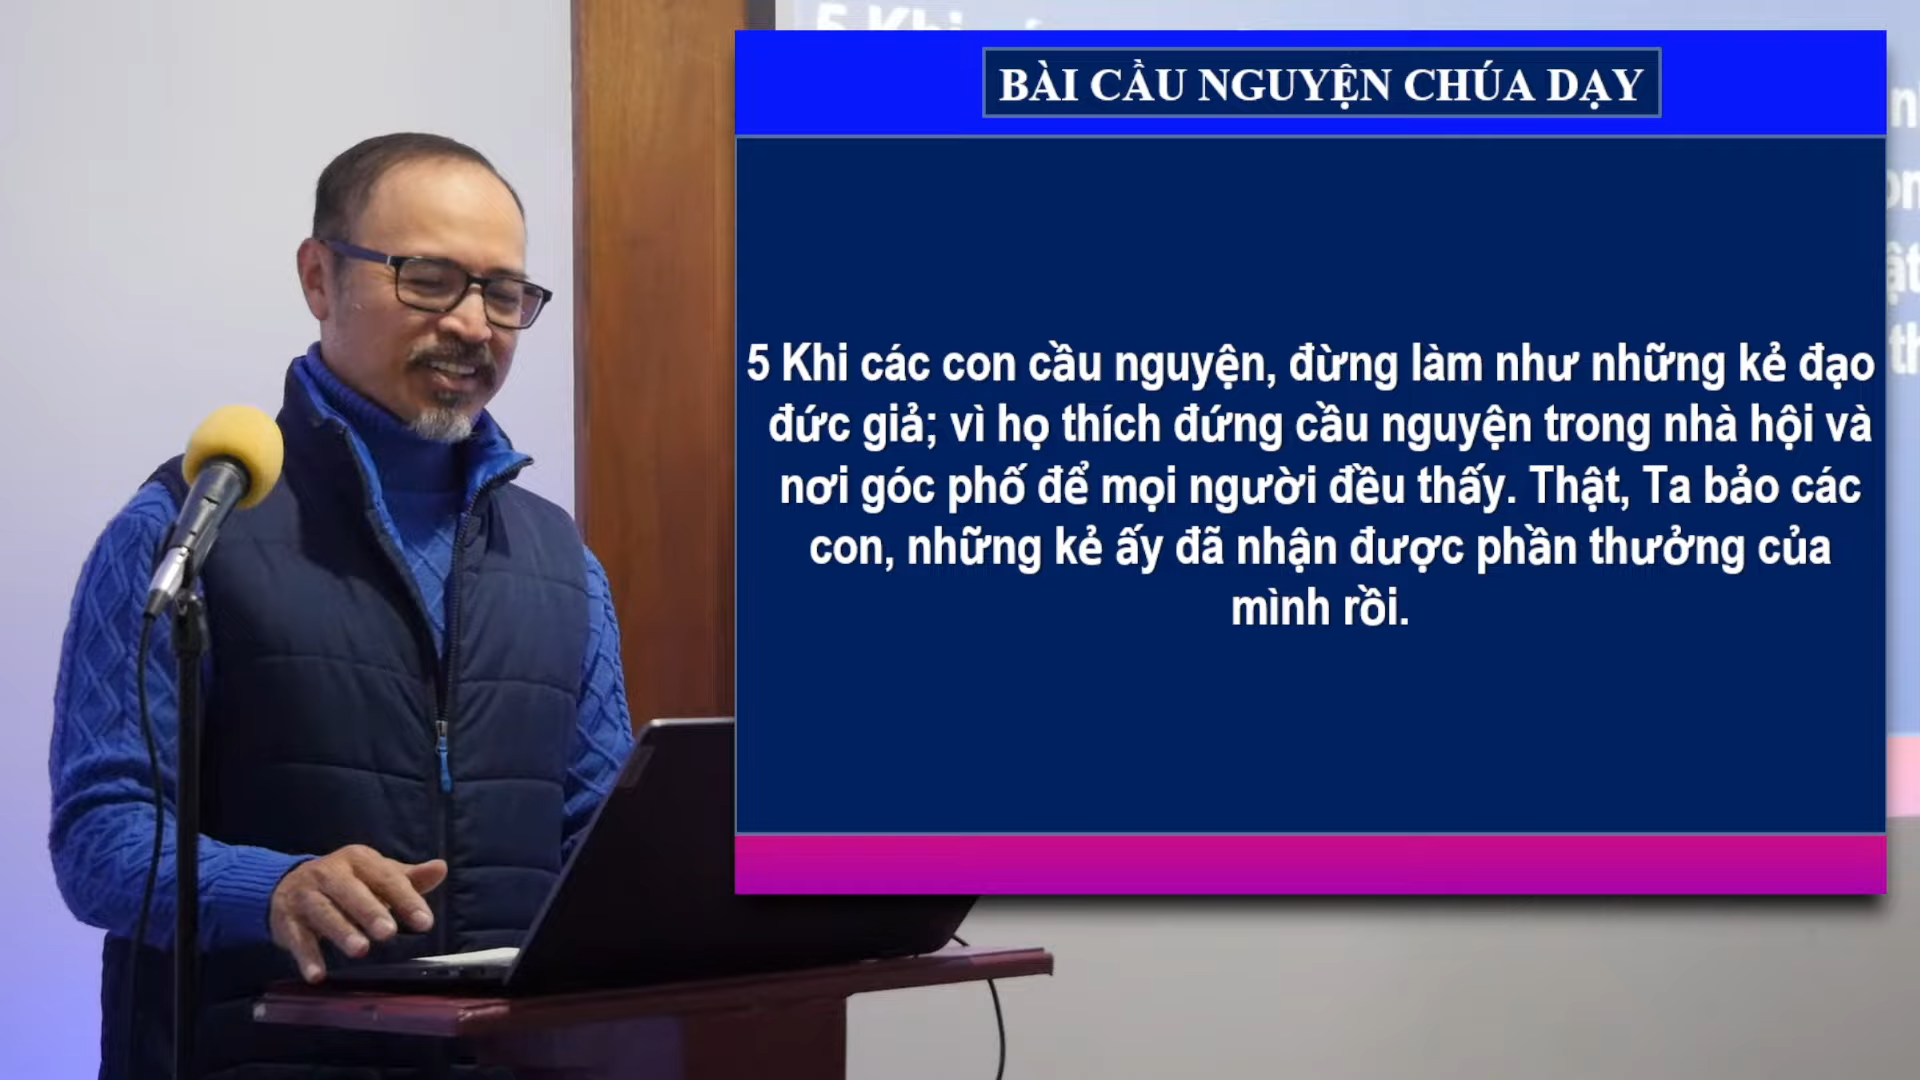 BÀI CẦU NGUYỆN CHÚA DẠY
5 Khi các con cầu nguyện, đừng làm như những kẻ đạo
đức giả; vì họ thích đứng cầu nguyện trong nhà hội và
nơi góc phố để mọi người đều thấy. Thật, Ta bảo các
con, những kẻ ấy đã nhận được phần thưởng của
mình rồi.
5 Khi